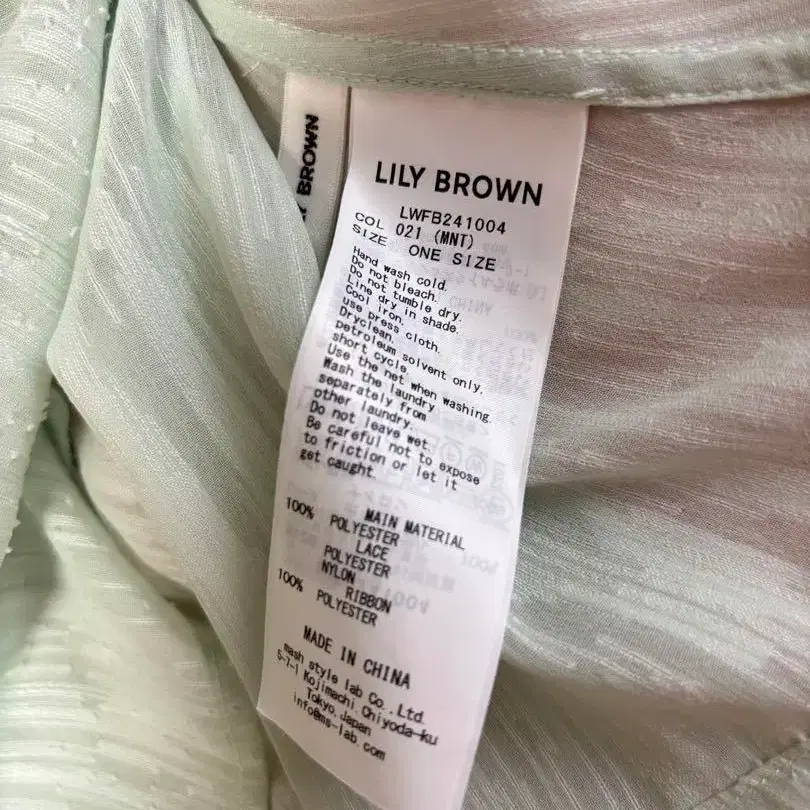 BROWN
LILY BROWN
LWFB241004
COL 021 (MNT)
SIZE ONE SIZE
Hand wash cold.
Do not bleach.
Do not tumble dry.
Line dry in shade.
Cool iron.
use press cloth.
Dryclean.
petroleum solvent only,
short cycle.
Use the net when washing.
Wash the laundry
separately from
other laundry.
Do not leave wet.
Be careful not to expose
to friction or let it
get caught.
MAIN MATERIAL
100% POLYESTER
LACE
POLYESTER
NYLON
RIBBON
100% POLYESTER
MADE IN CHINA
mash style lab Co.,Ltd.
5-7-1 Kojimachi,Chiyoda-ku
Tokyo,Japan
info@ms-lab.com